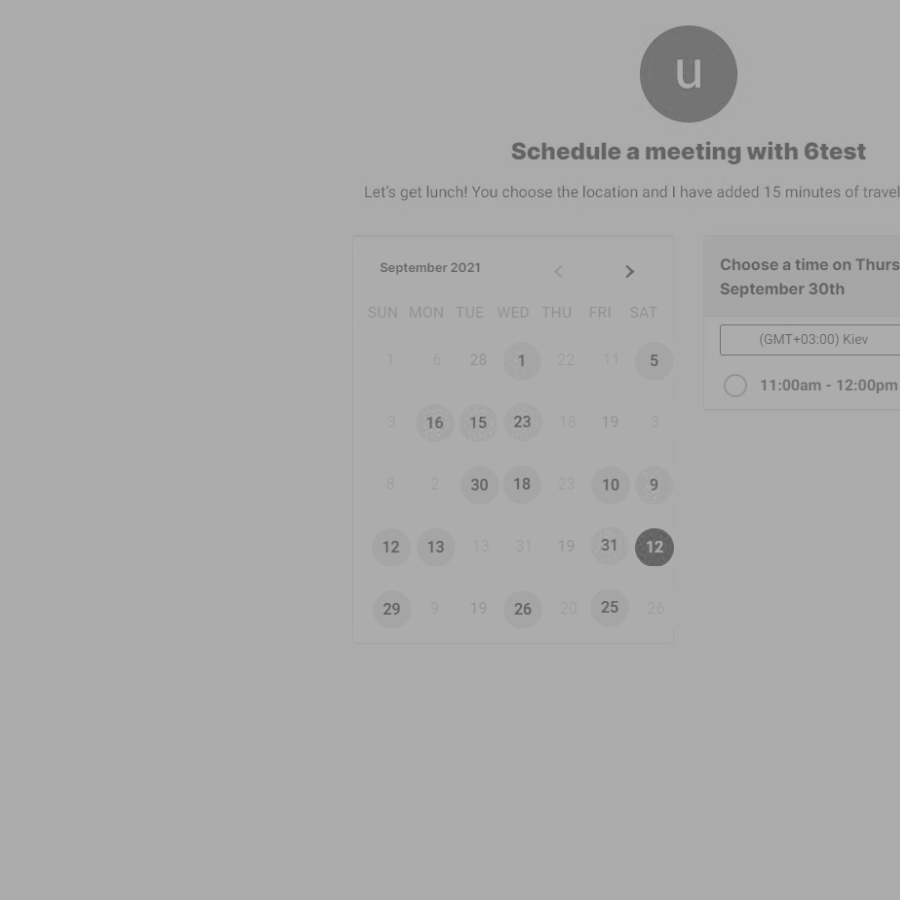 u
Schedule a meeting with 6test
Let's get lunch! You choose the location and I have added 15 minutes of travel
September 2021
SUN MON TUE WED THU FRI SAT
1 6 28 1 22 11 5
3 16 15 23 18 19 3
8 2 30 18 23 10 9
12 13 13 31 19 31 12
29 9 19 26 20 25 26
Choose a time on Thurs
September 30th
(GMT+03:00) Kiev
11:00am - 12:00pm